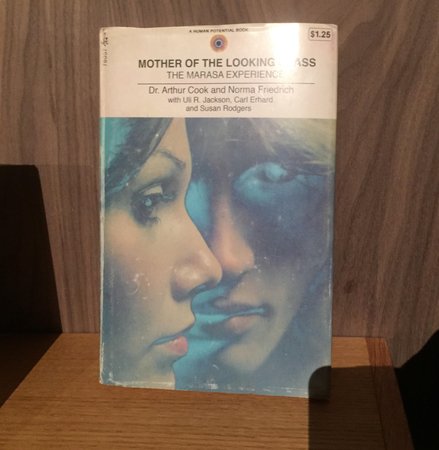 A HUMAN POTENTIAL BOOK
$1.25
MOTHER OF THE LOOKING ASS
THE MARASA EXPERIENCE
Dr. Arthur Cook and Norma Friedrich
with Uli R. Jackson, Carl Erhard,
and Susan Rodgers